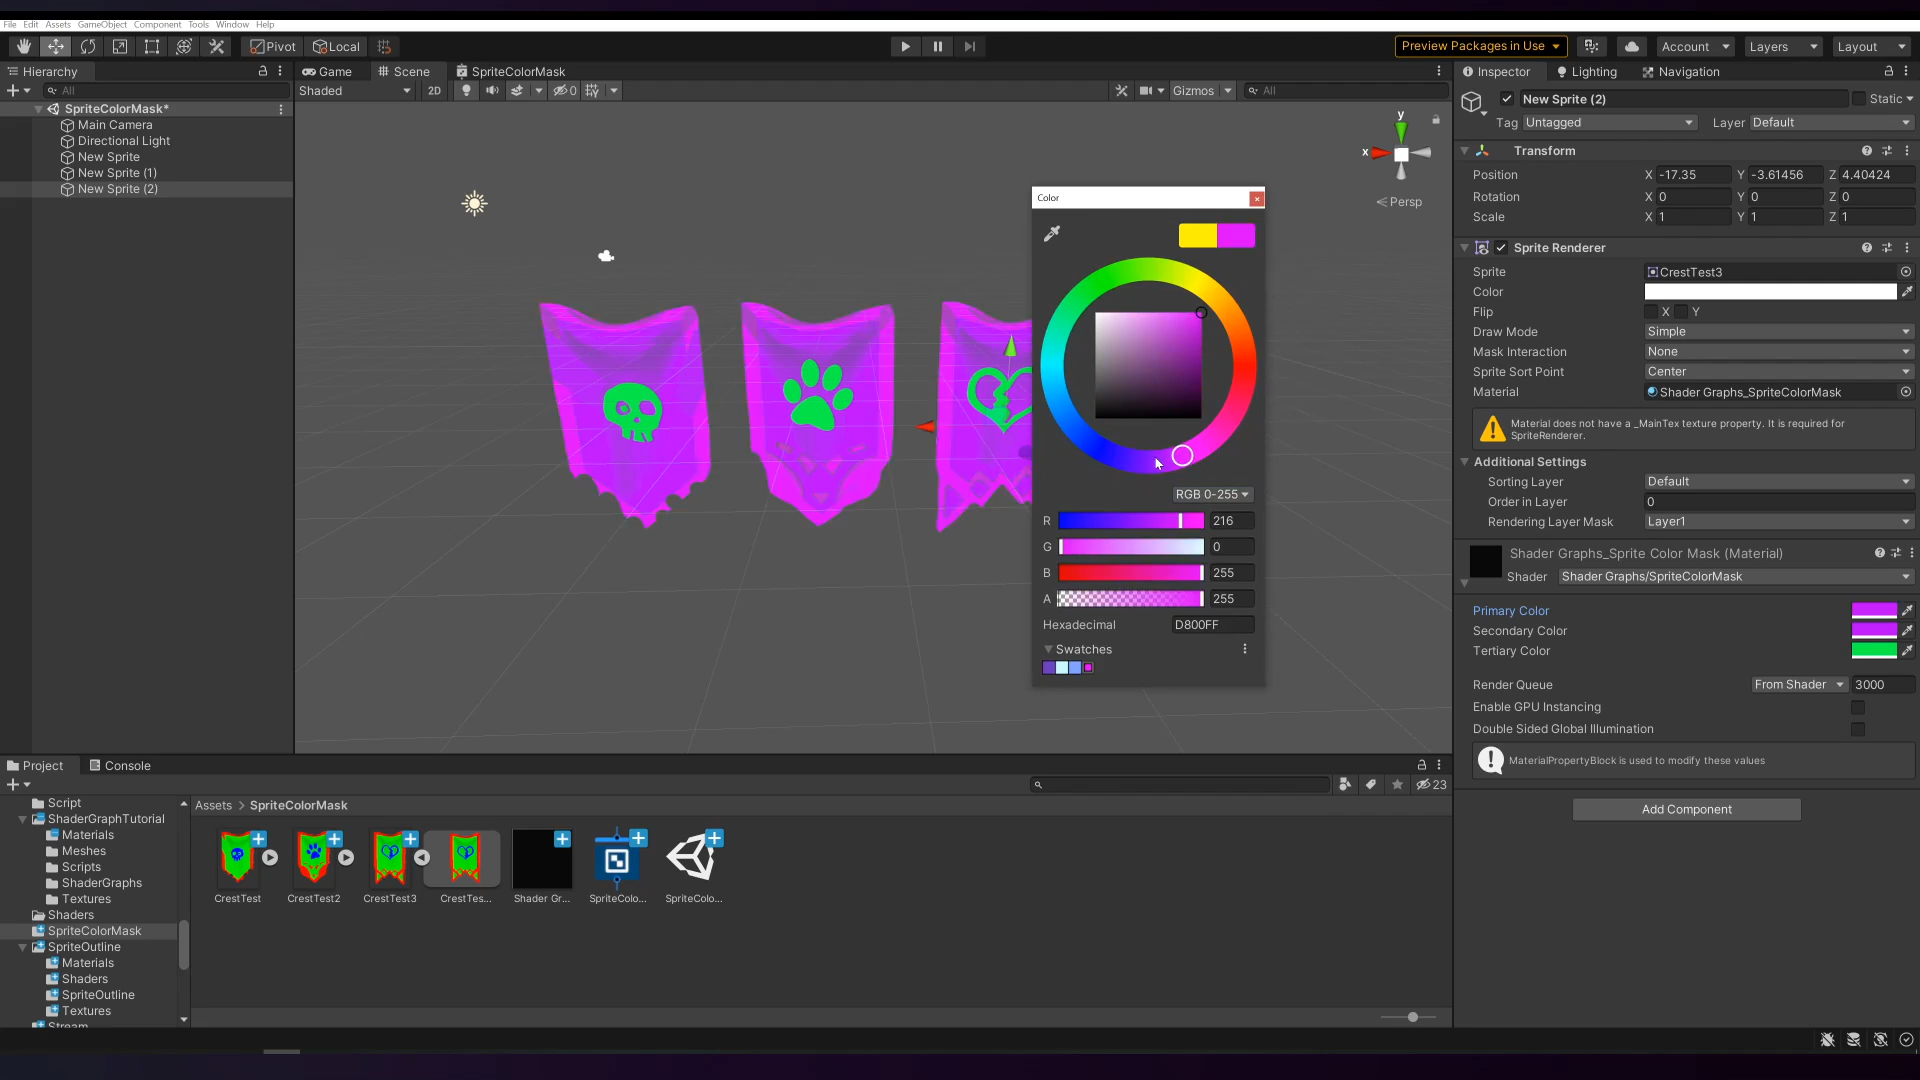 File Edit Assets GameObject Component Tools Window Help
Pivot Local Preview Packages in Use Account Layers Layout
Hierarchy
All
SpriteColorMask*
Main Camera
Directional Light
New Sprite
New Sprite (1)
New Sprite (2)
Game Scene SpriteColorMask
Shaded 2D 0 Gizmos All
y
x
Persp
Color
RGB 0-255
R 216
G 0
B 255
A 255
Hexadecimal D800FF
Swatches
Inspector Lighting Navigation
New Sprite (2) Static
Tag Untagged Layer Default
Transform
Position X -17.35 Y -3.61456 Z 4.40424
Rotation X 0 Y 0 Z 0
Scale X 1 Y 1 Z 1
Sprite Renderer
Sprite CrestTest3
Color
Flip X Y
Draw Mode Simple
Mask Interaction None
Sprite Sort Point Center
Material Shader Graphs_SpriteColorMask
Material does not have a _MainTex texture property. It is required for
SpriteRenderer.
Additional Settings
Sorting Layer Default
Order in Layer 0
Rendering Layer Mask Layer1
Shader Graphs_Sprite Color Mask (Material)
Shader Shader Graphs/SpriteColorMask
Primary Color
Secondary Color
Tertiary Color
Render Queue From Shader 3000
Enable GPU Instancing
Double Sided Global Illumination
MaterialPropertyBlock is used to modify these values
Add Component
Project Console
23
Script
ShaderGraphTutorial
Materials
Meshes
Scripts
ShaderGraphs
Textures
Shaders
SpriteColorMask
SpriteOutline
Materials
Shaders
SpriteOutline
Textures
Stream
Assets > SpriteColorMask
CrestTest CrestTest2 CrestTest3 CrestTes... Shader Gr... SpriteColo... SpriteColo...